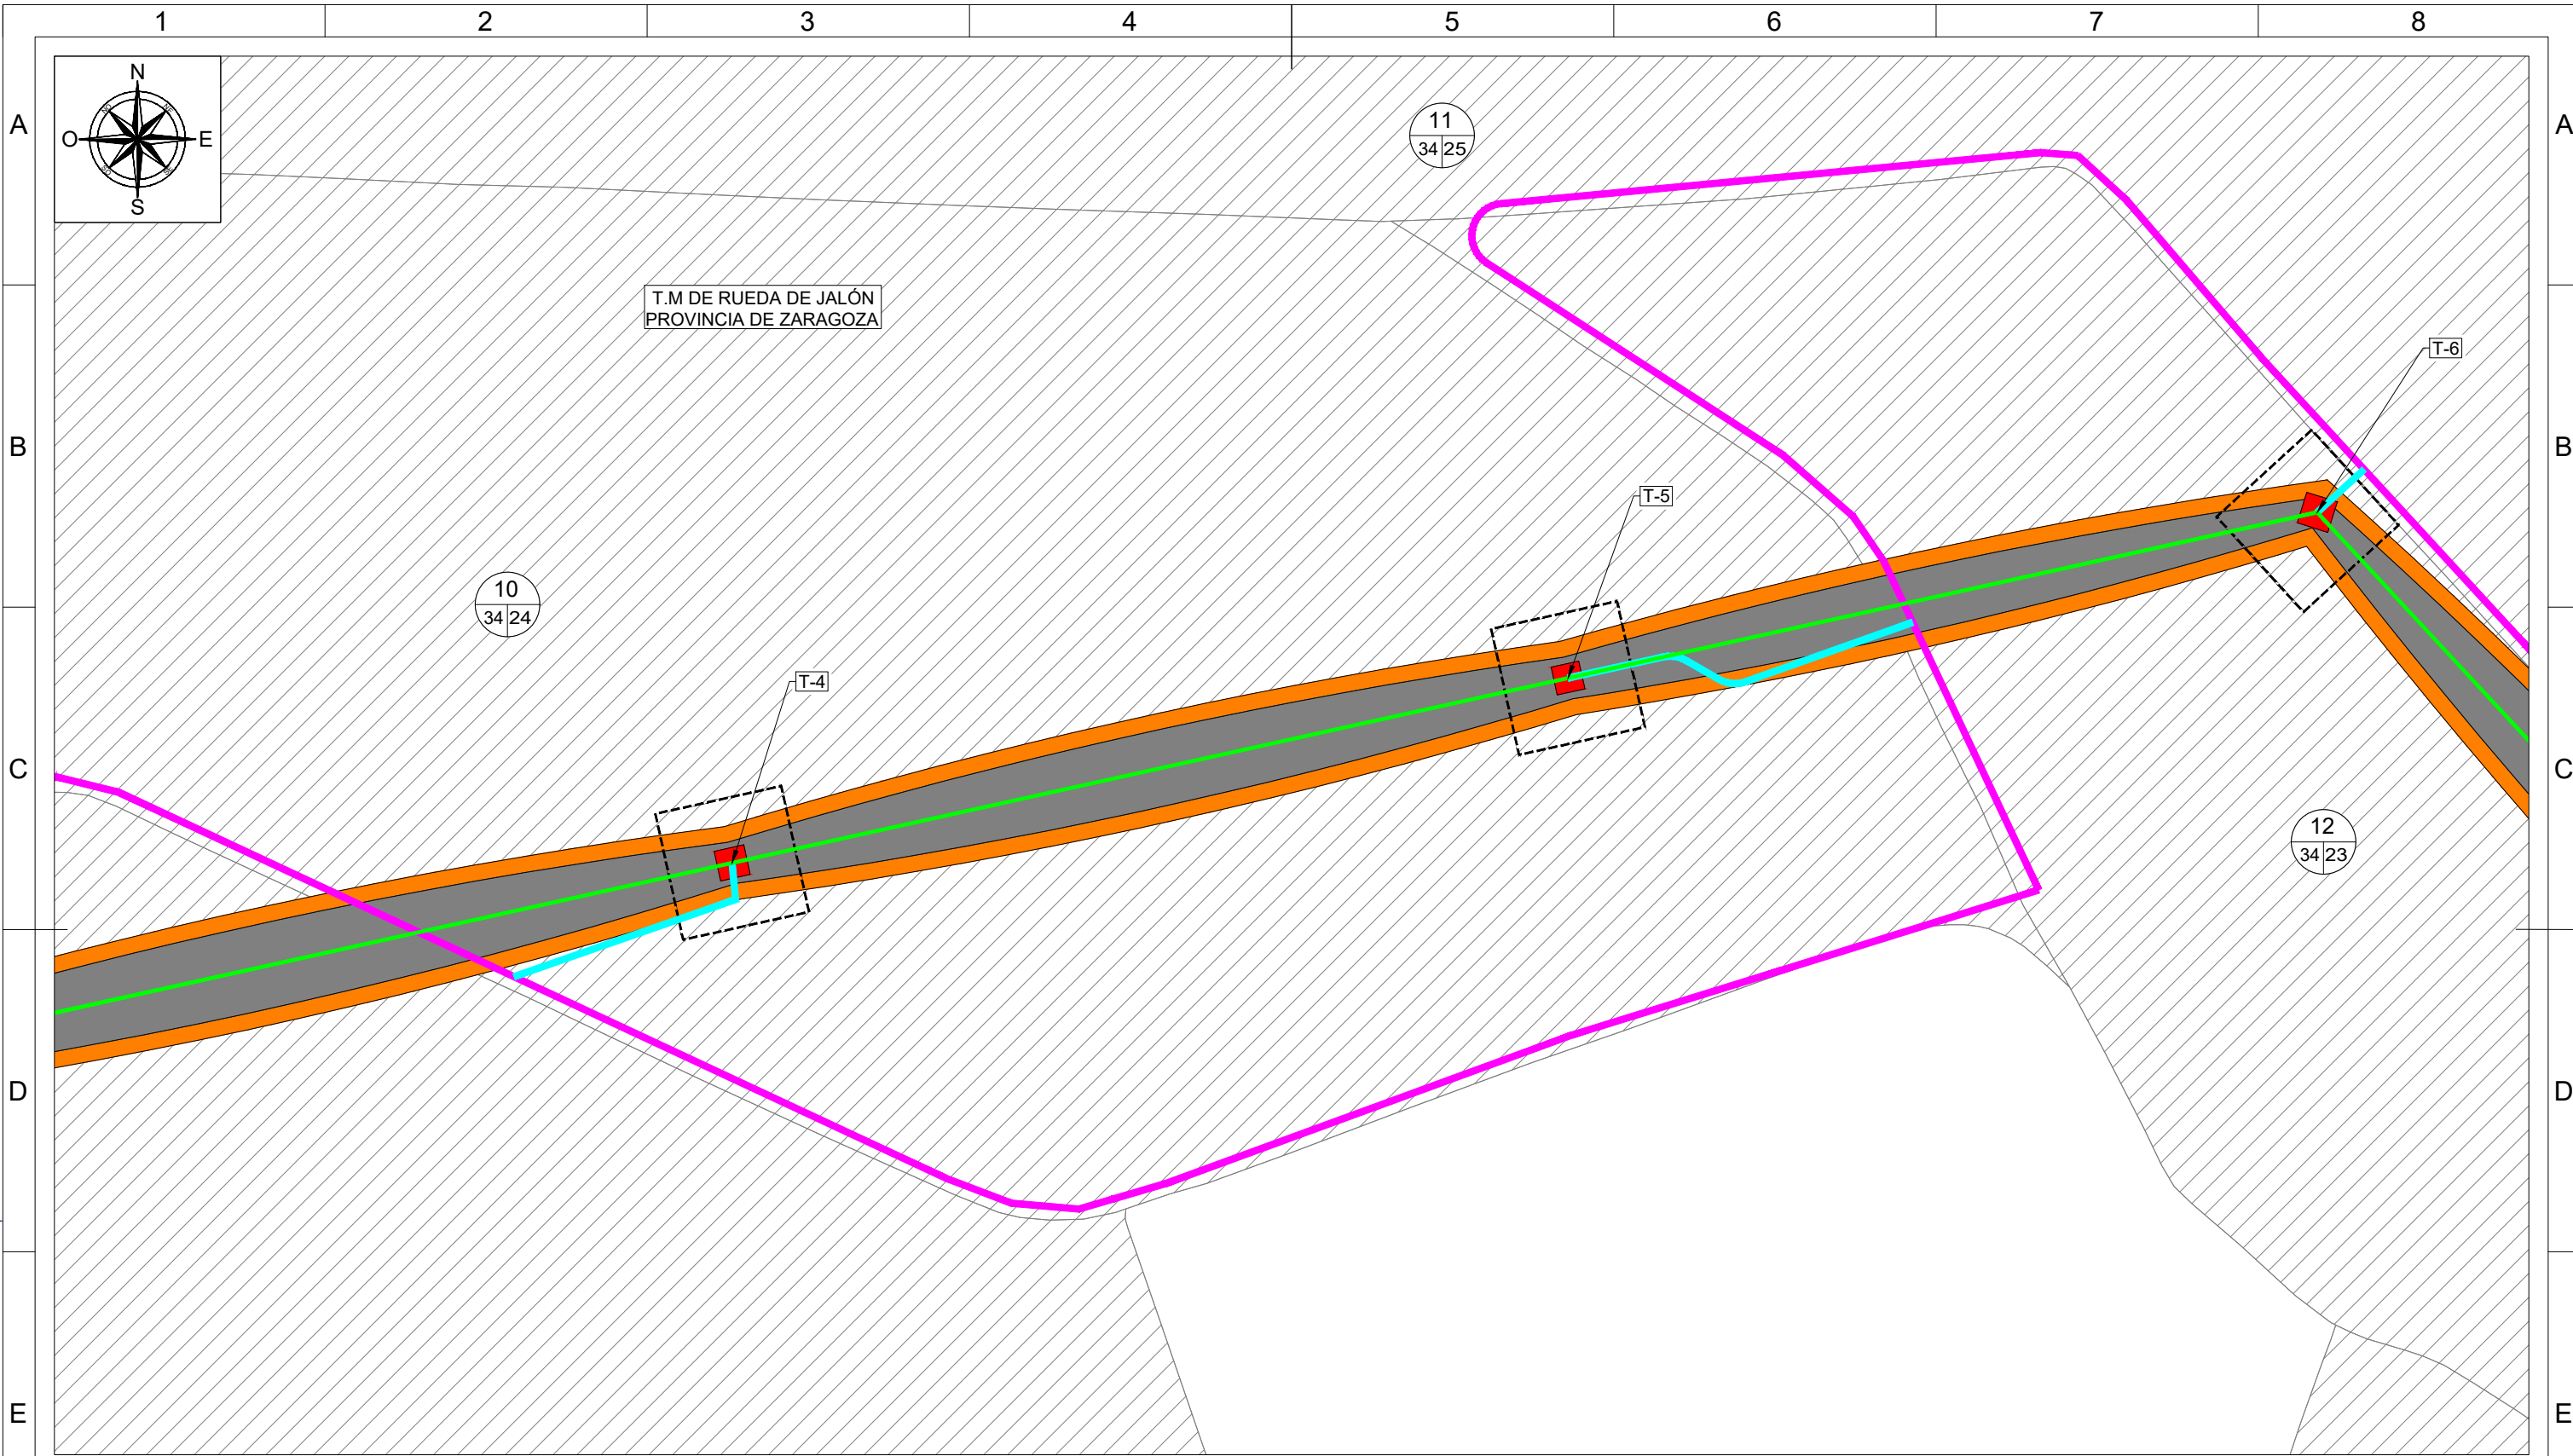 1 2 3 4 5 6 7 8
A A
N
O E
S
11
34 25
T.M DE RUEDA DE JALÓN
PROVINCIA DE ZARAGOZA
T-6
B B
T-5
10
34 24
T-4
C C
12
34 23
D D
E E